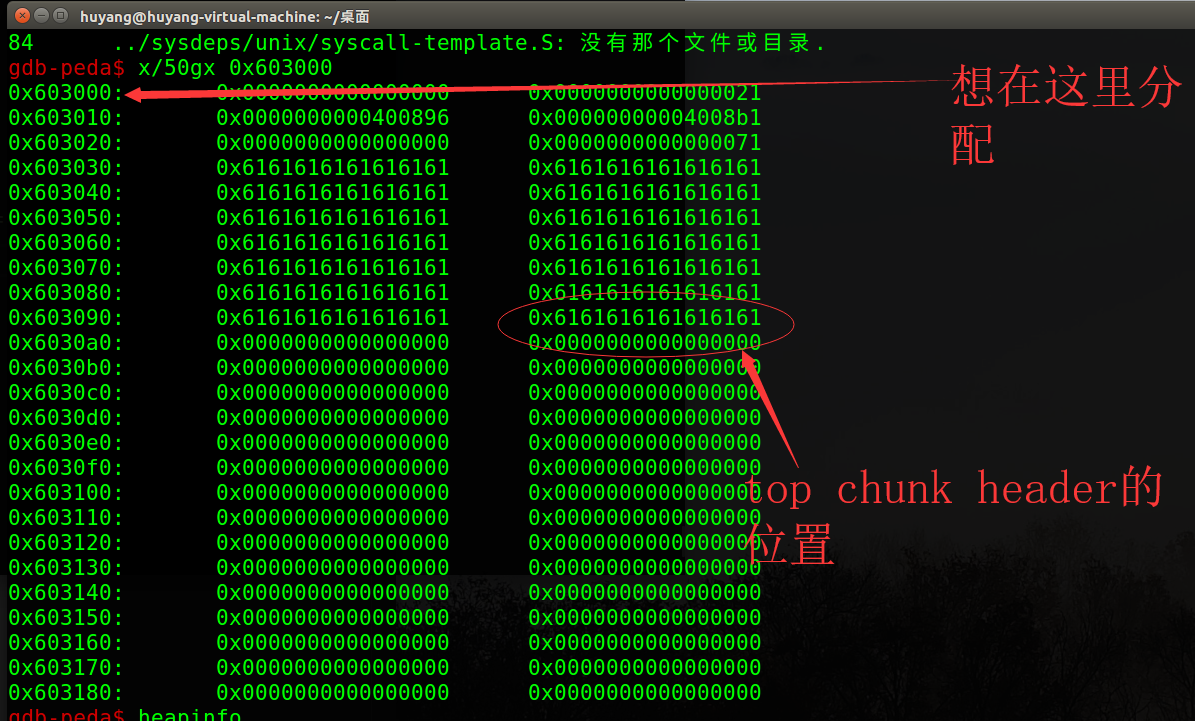 huyang@huyang-virtual-machine: ~/桌面
84      ../sysdeps/unix/syscall-template.S: 没有那个文件或目录.
gdb-peda$ x/50gx 0x603000
0x603000:       0x0000000000000000      0x0000000000000021
想在这里分
配
0x603010:       0x0000000000400896      0x00000000004008b1
0x603020:       0x0000000000000000      0x0000000000000071
0x603030:       0x6161616161616161      0x6161616161616161
0x603040:       0x6161616161616161      0x6161616161616161
0x603050:       0x6161616161616161      0x6161616161616161
0x603060:       0x6161616161616161      0x6161616161616161
0x603070:       0x6161616161616161      0x6161616161616161
0x603080:       0x6161616161616161      0x6161616161616161
0x603090:       0x6161616161616161      0x6161616161616161
0x6030a0:       0x0000000000000000      0x0000000000000000
0x6030b0:       0x0000000000000000      0x0000000000000000
0x6030c0:       0x0000000000000000      0x0000000000000000
0x6030d0:       0x0000000000000000      0x0000000000000000
0x6030e0:       0x0000000000000000      0x0000000000000000
0x6030f0:       0x0000000000000000      0x0000000000000000
top chunk header的
位置
0x603100:       0x0000000000000000      0x0000000000000000
0x603110:       0x0000000000000000      0x0000000000000000
0x603120:       0x0000000000000000      0x0000000000000000
0x603130:       0x0000000000000000      0x0000000000000000
0x603140:       0x0000000000000000      0x0000000000000000
0x603150:       0x0000000000000000      0x0000000000000000
0x603160:       0x0000000000000000      0x0000000000000000
0x603170:       0x0000000000000000      0x0000000000000000
0x603180:       0x0000000000000000      0x0000000000000000
gdb-peda$ heapinfo